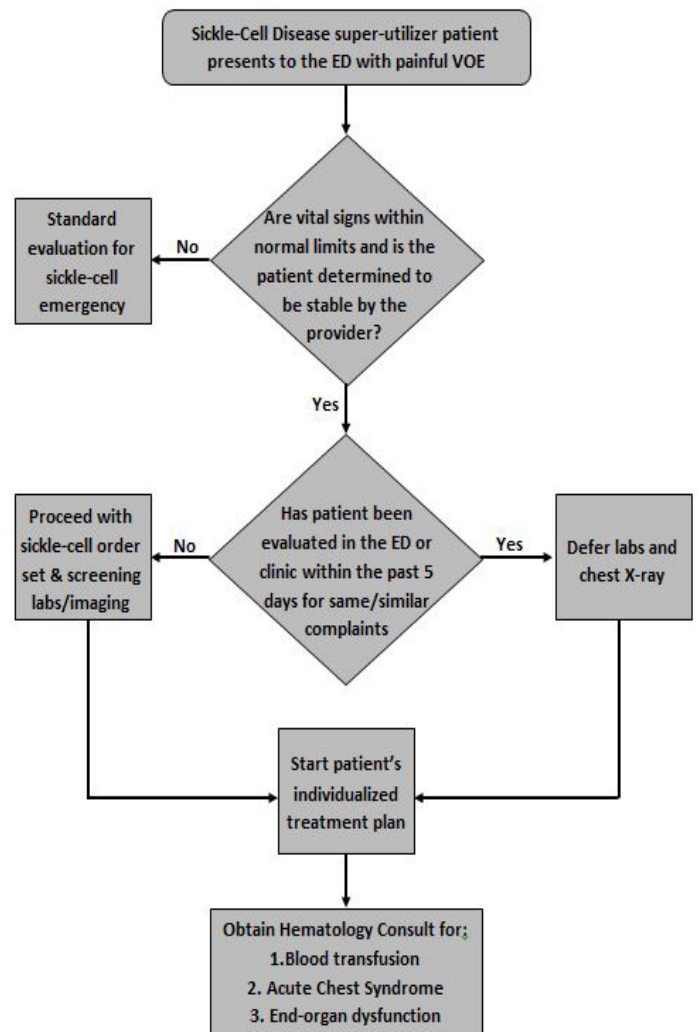 Sickle-Cell Disease super-utilizer patient
presents to the ED with painful VOE
Are vital signs within
normal limits and is the
patient determined to
be stable by the
provider?
No
Standard
evaluation for
sickle-cell
emergency
Yes
Has patient been
evaluated in the ED or
clinic within the past 5
days for same/similar
complaints
No
Proceed with
sickle-cell order
set & screening
labs/imaging
Yes
Defer labs and
chest X-ray
Start patient's
individualized
treatment plan
Obtain Hematology Consult for;
1.Blood transfusion
2. Acute Chest Syndrome
3. End-organ dysfunction